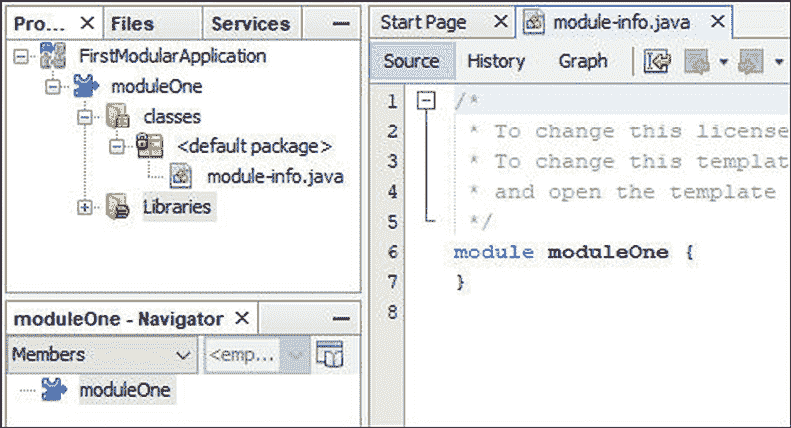 Pro...
Files
Services
FirstModularApplication
moduleOne
classes
<default package>
module-info.java
Libraries
moduleOne - Navigator
Members
<emp...
moduleOne
Start Page
module-info.java
Source
History
Graph
1 /*
2 * To change this license
3 * To change this templat
4 * and open the template
5 */
6 module moduleOne {
7 }
8